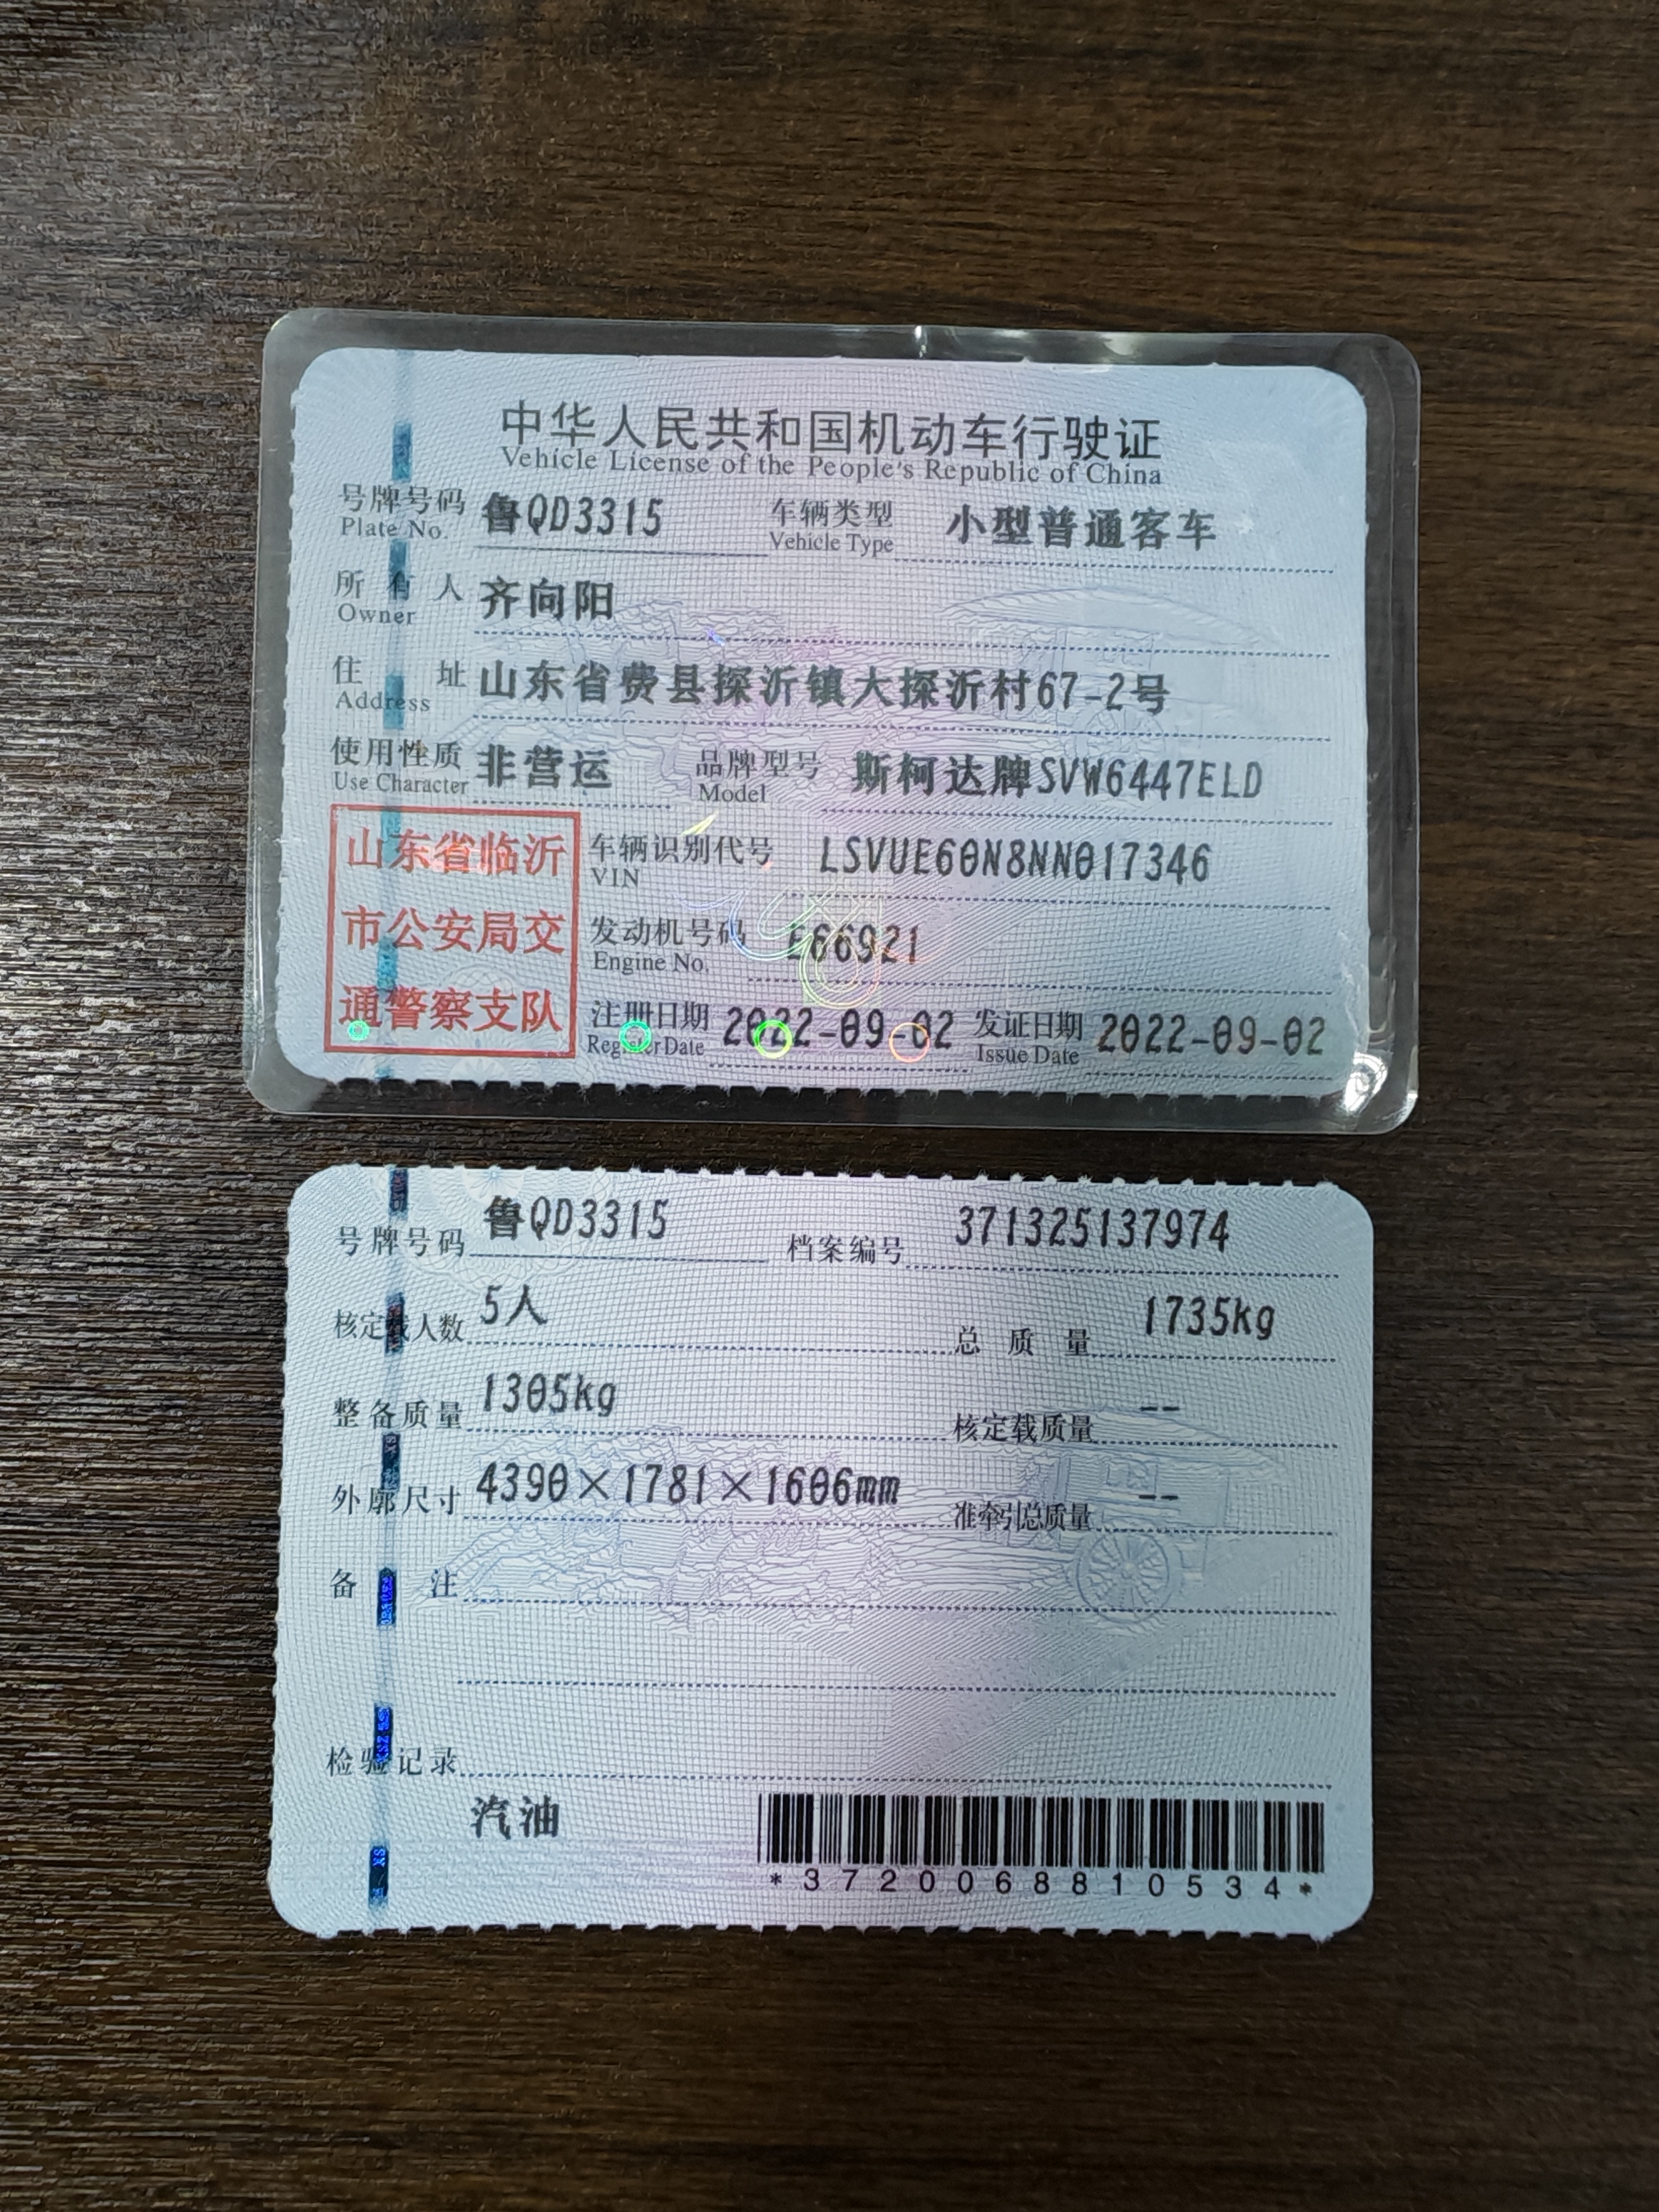 中华人民共和国机动车行驶证
Vehicle License of the People's Republic of China
号牌号码 鲁QD3315 车辆类型 小型普通客车
Plate No. Vehicle Type
所有人 齐向阳
Owner
住址 山东省费县探沂镇大探沂村67-2号
Address
使用性质 非营运 品牌型号 斯柯达牌SVW6447ELD
Use Character Model
山东省临沂
市公安局交
通警察支队
车辆识别代号 LSVUE60N8NN017346
VIN
发动机号码 E66921
Engine No.
注册日期 2022-09-02 发证日期 2022-09-02
Register Date Issue Date
号牌号码 鲁QD3315 档案编号 371325137974
核定载人数 5人 总质量 1735kg
整备质量 1305kg 核定载质量 --
外廓尺寸 4390×1781×1606mm 准牵引总质量 --
备注
检验记录
汽油
*3720068810534*